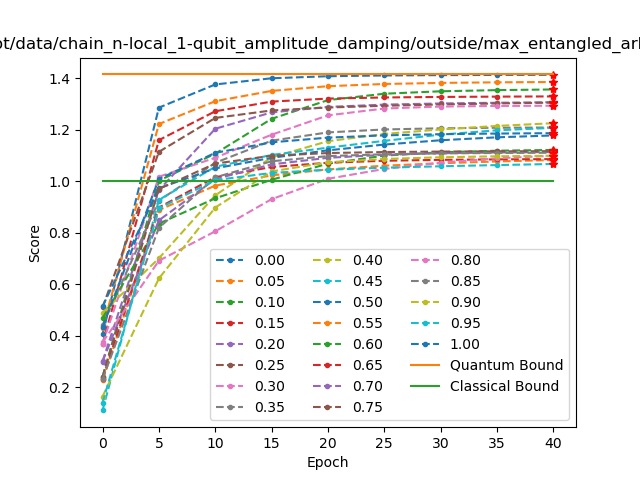 ot/data/chain_n-local_1-qubit_amplitude_damping/outside/max_entangled_arl
1.4
1.2
1.0
0.8
0.6
0.4
0.2
Score
0 5 10 15 20 25 30 35 40
Epoch
0.00 0.40 0.80
0.05 0.45 0.85
0.10 0.50 0.90
0.15 0.55 0.95
0.20 0.60 1.00
0.25 0.65 Quantum Bound
0.30 0.70 Classical Bound
0.35 0.75